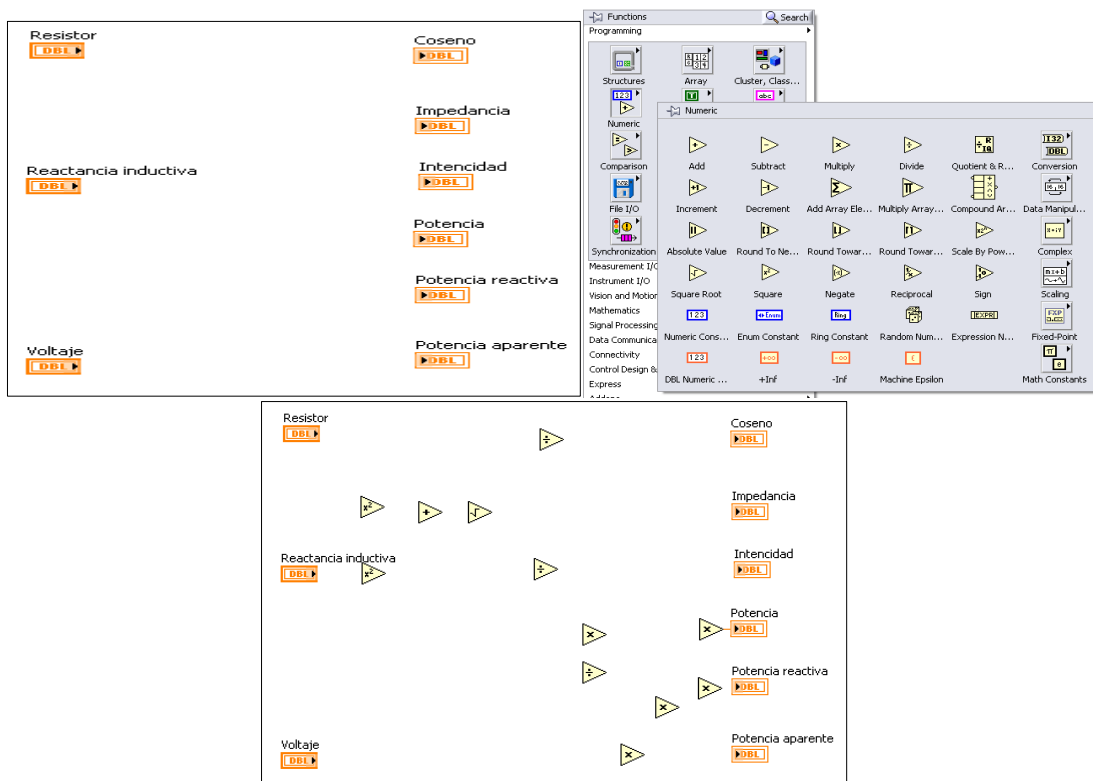 Resistor
DBL
Reactancia inductiva
DBL
Voltaje
DBL
Coseno
DBL
Impedancia
DBL
Intencidad
DBL
Potencia
DBL
Potencia reactiva
DBL
Potencia aparente
DBL
Functions
Search
Programming
Structures
Array
Cluster, Class...
123
Numeric
Comparison
File I/O
Synchronization
Measurement I/O
Instrument I/O
Vision and Motion
Mathematics
Signal Processing
Data Communica
Connectivity
Control Design &
Express
Numeric
Add
Subtract
Multiply
Divide
Quotient & R...
Conversion
Increment
Decrement
Add Array Ele...
Multiply Array...
Compound Ar...
Data Manipul...
Absolute Value
Round To Ne...
Round Towar...
Round Towar...
Scale By Pow...
Complex
Square Root
Square
Negate
Reciprocal
Sign
Scaling
Numeric Cons...
Enum Constant
Ring Constant
Random Num...
Expression N...
Fixed-Point
DBL Numeric ...
+Inf
-Inf
Machine Epsilon
Math Constants
Resistor
DBL
Reactancia inductiva
DBL
Voltaje
DBL
÷
x² + √
x²
÷
×
×
÷
×
×
×
Coseno
DBL
Impedancia
DBL
Intencidad
DBL
Potencia
DBL
Potencia reactiva
DBL
Potencia aparente
DBL